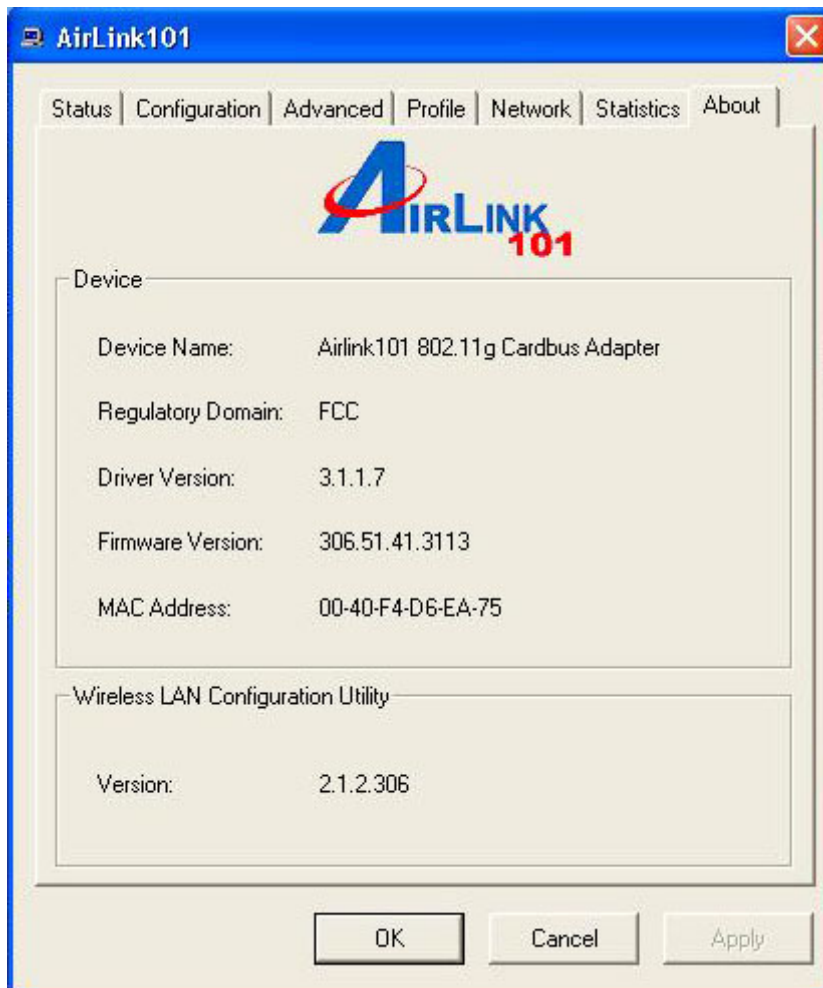 AirLink101
Status Configuration Advanced Profile Network Statistics About
AIRLINK
101
Device
Device Name: Airlink101 802.11g Cardbus Adapter
Regulatory Domain: FCC
Driver Version: 3.1.1.7
Firmware Version: 306.51.41.3113
MAC Address: 00-40-F4-D6-EA-75
Wireless LAN Configuration Utility
Version: 2.1.2.306
OK Cancel Apply